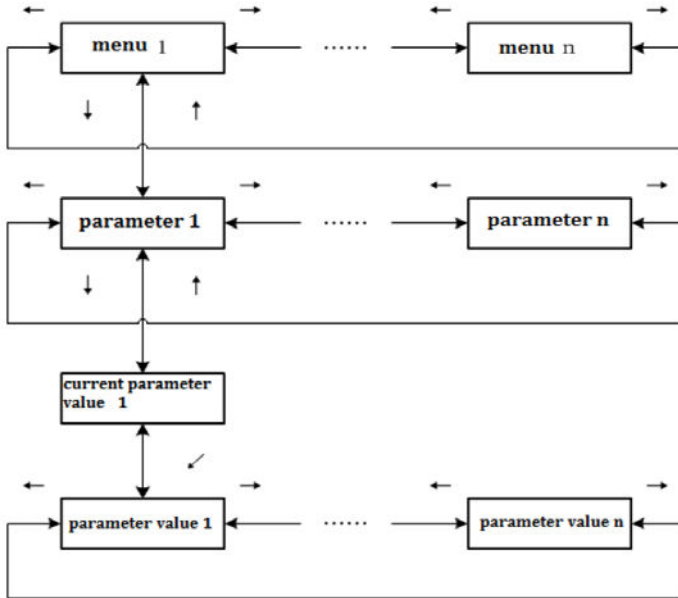 menu 1
......
menu n
parameter 1
......
parameter n
current parameter
value 1
parameter value 1
......
parameter value n